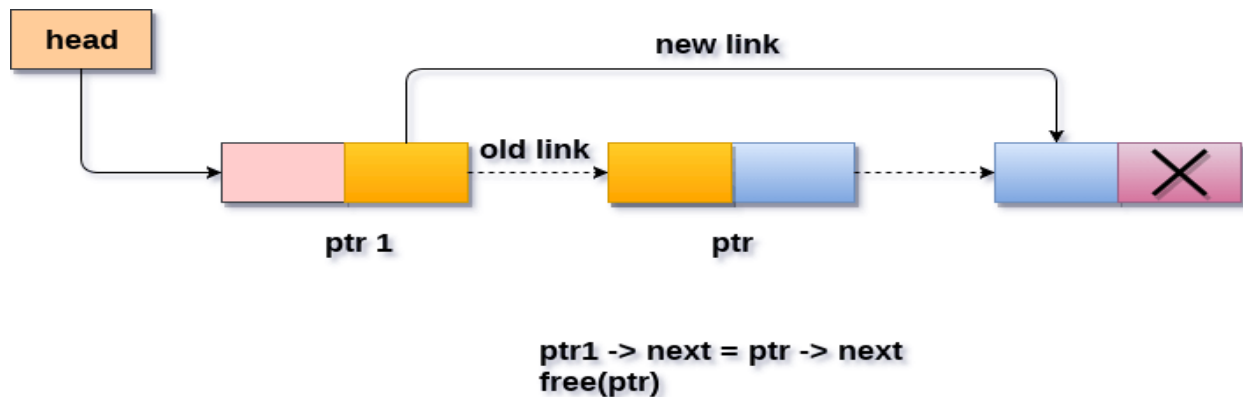 head
new link
old link
ptr 1
ptr
ptr1 -> next = ptr -> next
free(ptr)